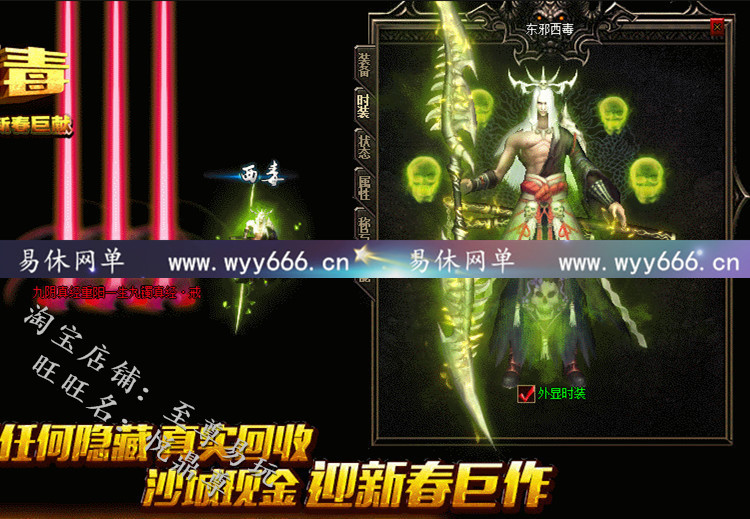 东邪西毒
毒
新春巨献
装备
时装
状态
属性
称号
西毒
易休网单 www.wyy666.cn 易休网单 www.wyy666.cn
淘宝店铺：至尊易玩
旺旺名：
外显时装
任何隐藏 真实回收
沙城现金 迎新春巨作